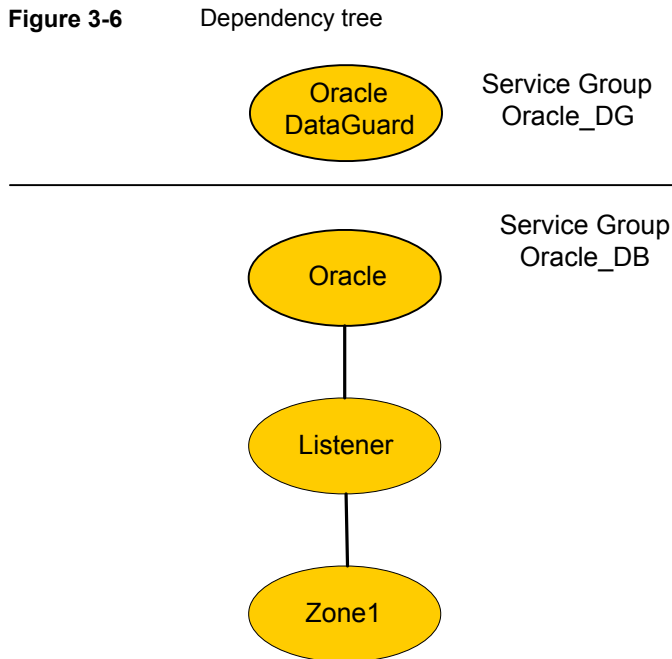 Figure 3-6 Dependency tree
Oracle
DataGuard
Service Group
Oracle_DG
Service Group
Oracle_DB
Oracle
Listener
Zone1